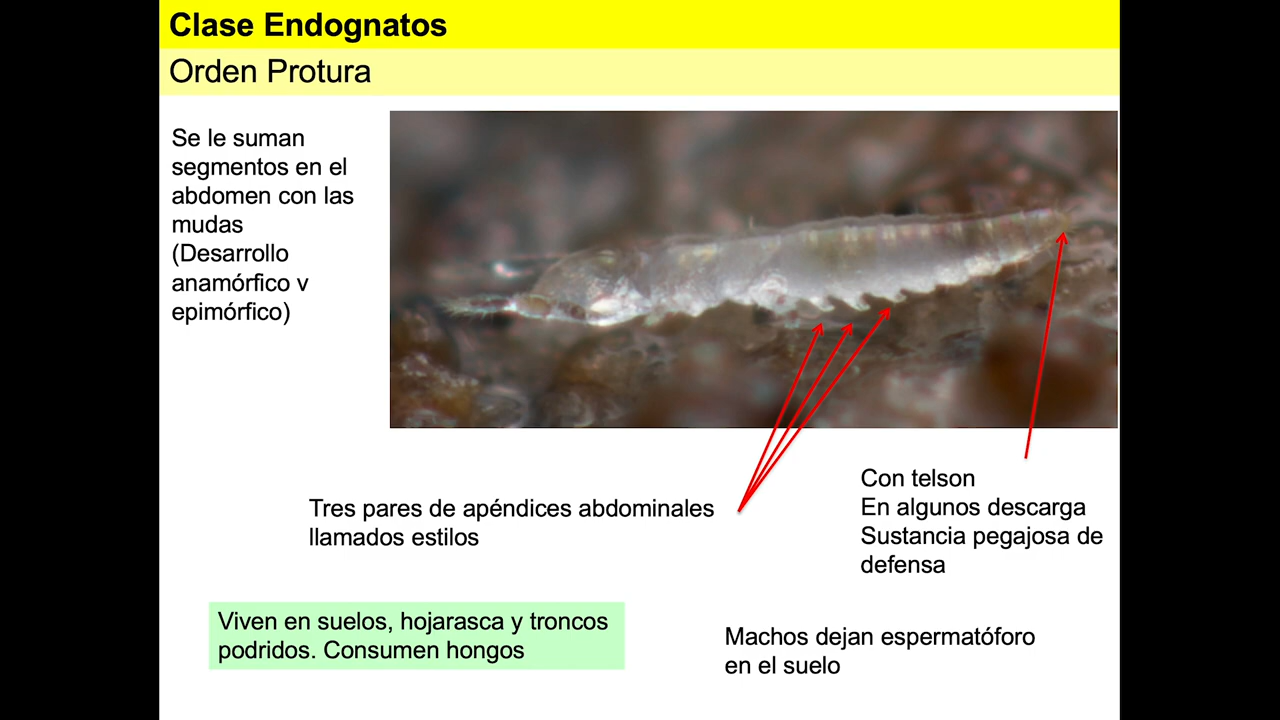 Clase Endognatos
Orden Protura
Se le suman
segmentos en el
abdomen con las
mudas
(Desarrollo
anamórfico v
epimórfico)
Tres pares de apéndices abdominales
llamados estilos
Con telson
En algunos descarga
Sustancia pegajosa de
defensa
Viven en suelos, hojarasca y troncos
podridos. Consumen hongos
Machos dejan espermatóforo
en el suelo